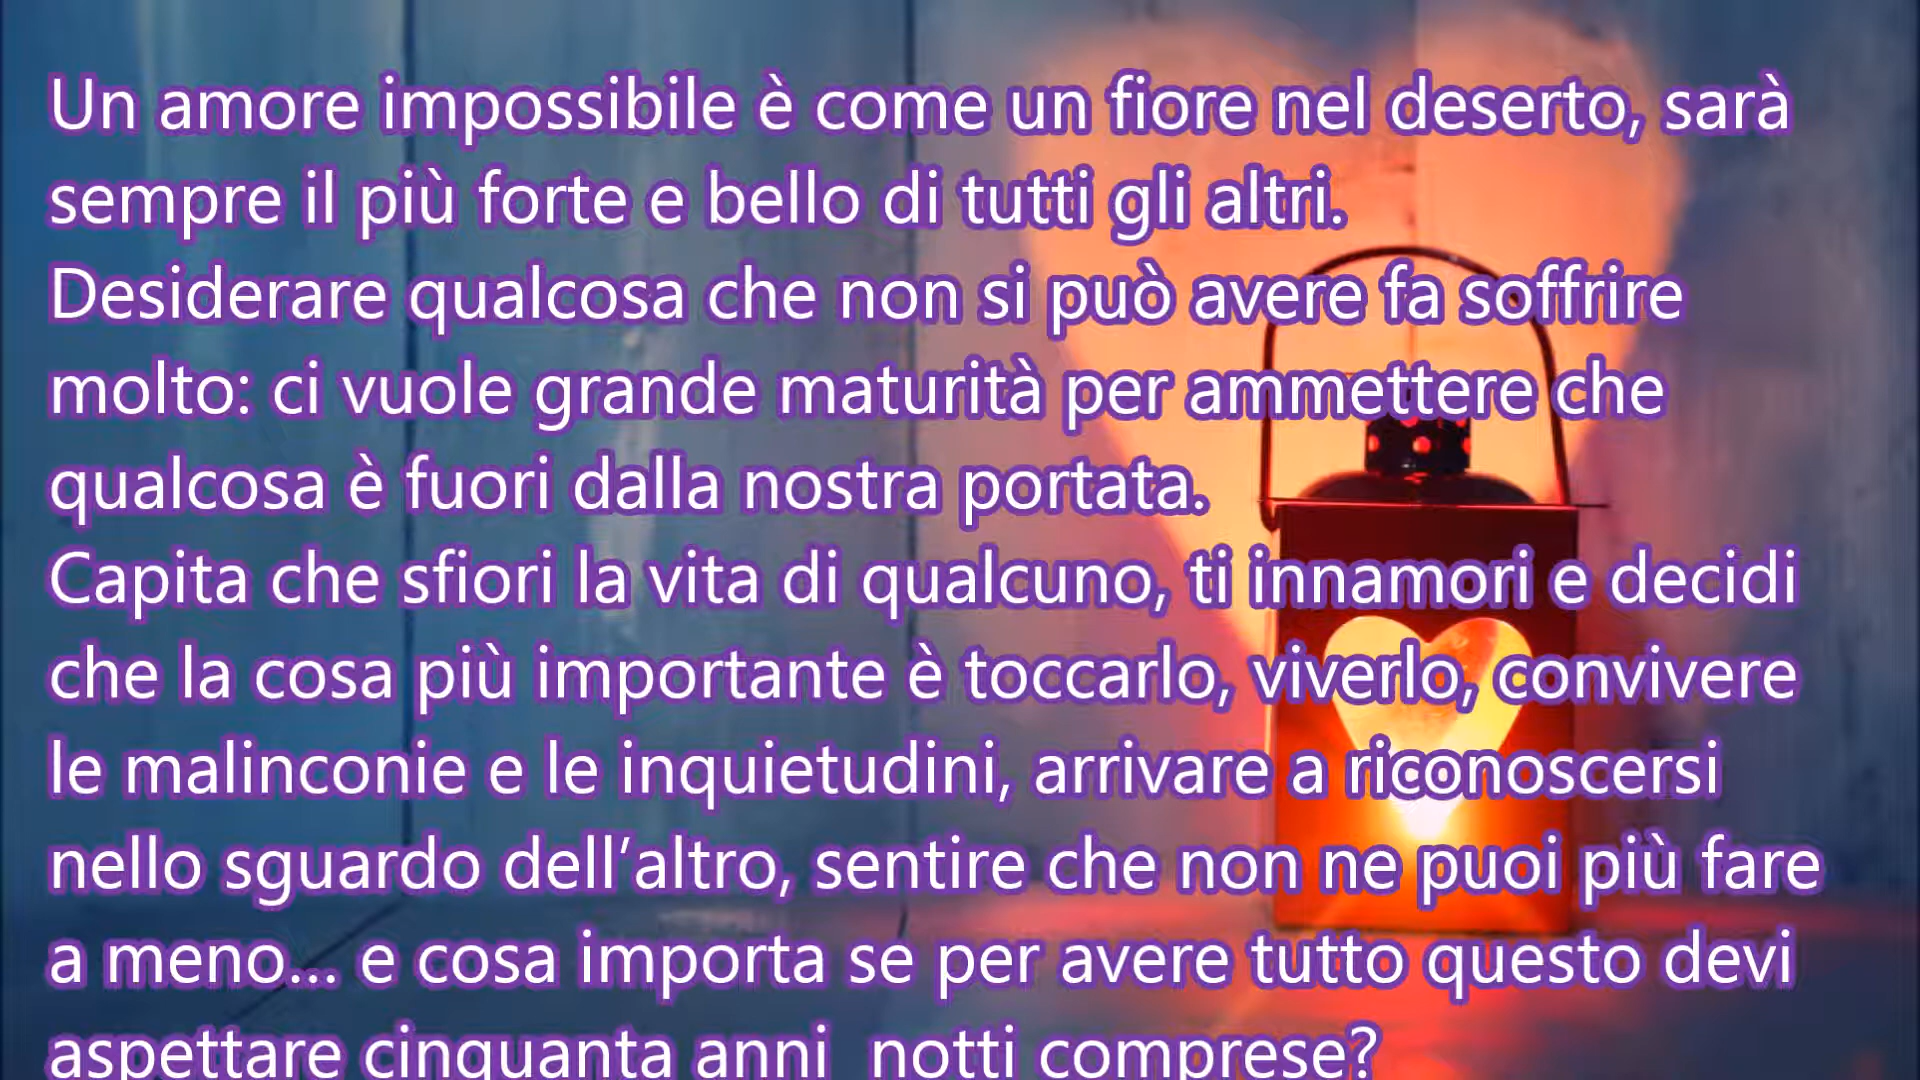 Un amore impossibile è come un fiore nel deserto, sarà
sempre il più forte e bello di tutti gli altri.
Desiderare qualcosa che non si può avere fa soffrire
molto: ci vuole grande maturità per ammettere che
qualcosa è fuori dalla nostra portata.
Capita che sfiori la vita di qualcuno, ti innamori e decidi
che la cosa più importante è toccarlo, viverlo, convivere
le malinconie e le inquietudini, arrivare a riconoscersi
nello sguardo dell’altro, sentire che non ne puoi più fare
a meno... e cosa importa se per avere tutto questo devi
aspettare cinquanta anni  notti comprese?